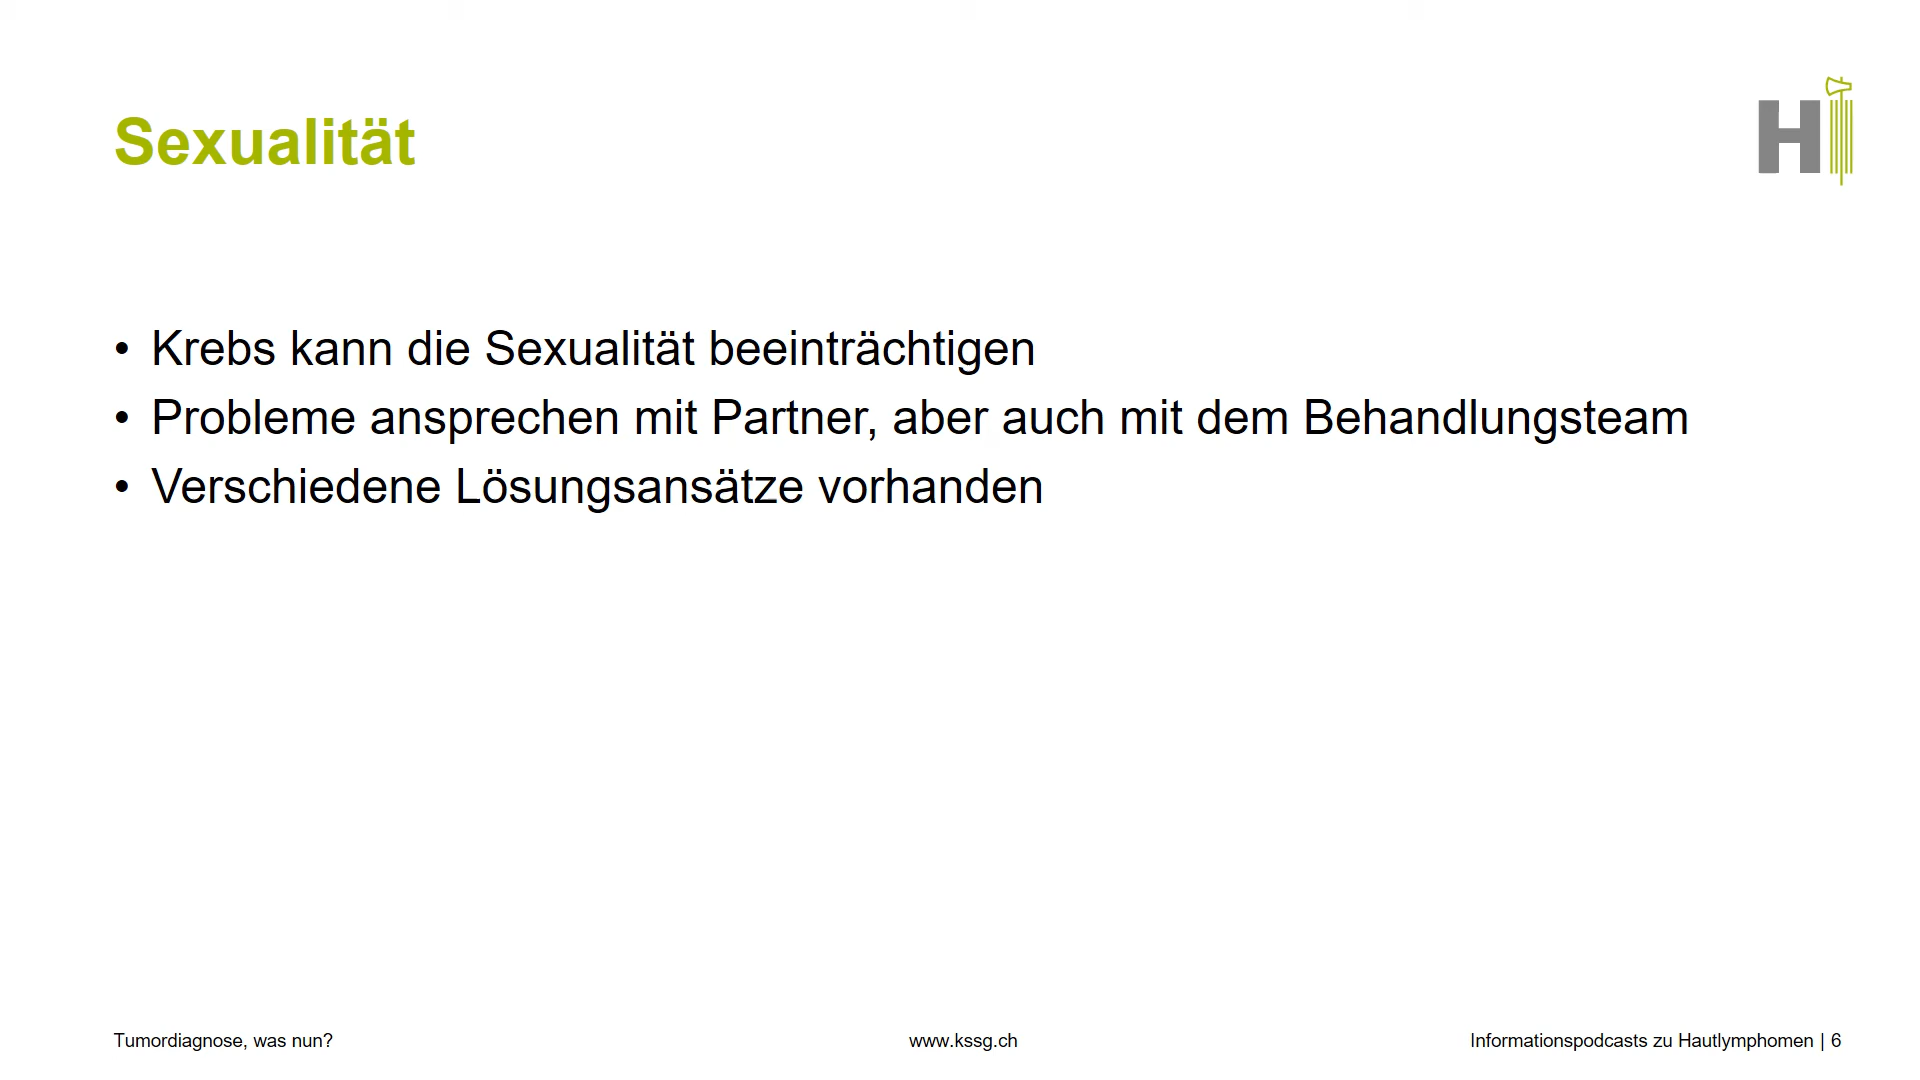 Sexualität
H
• Krebs kann die Sexualität beeinträchtigen
• Probleme ansprechen mit Partner, aber auch mit dem Behandlungsteam
• Verschiedene Lösungsansätze vorhanden
Tumordiagnose, was nun?
www.kssg.ch
Informationspodcasts zu Hautlymphomen | 6